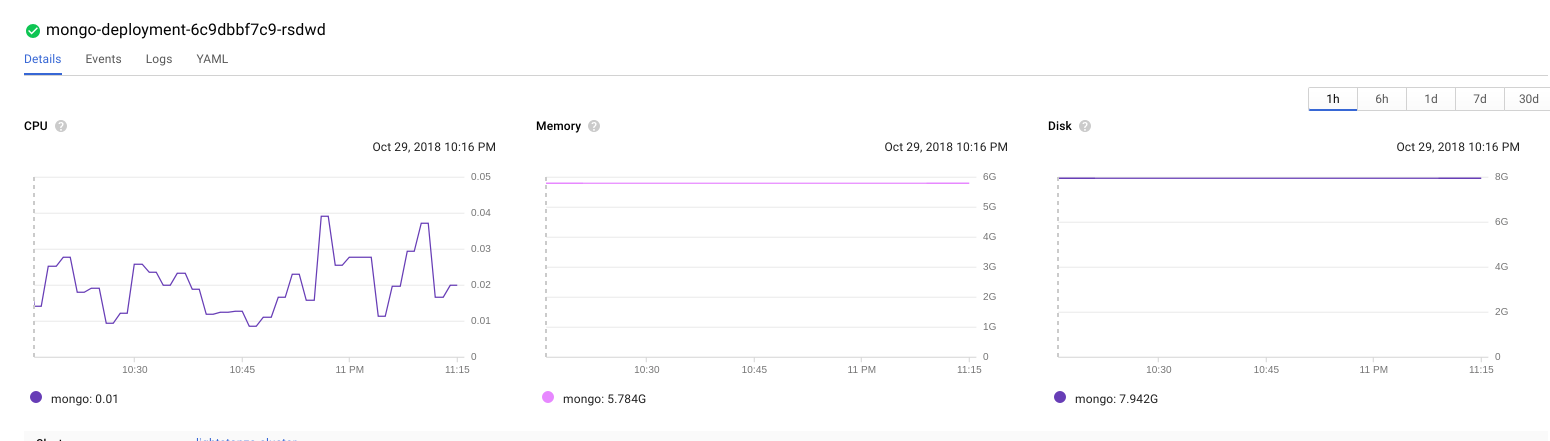 mongo-deployment-6c9dbbf7c9-rsdwd
Details Events Logs YAML
1h 6h 1d 7d 30d
CPU ?
Oct 29, 2018 10:16 PM
0.05
0.04
0.03
0.02
0.01
0
10:30 10:45 11 PM 11:15
mongo: 0.01
Memory ?
Oct 29, 2018 10:16 PM
6G
5G
4G
3G
2G
1G
0
10:30 10:45 11 PM 11:15
mongo: 5.784G
Disk ?
Oct 29, 2018 10:16 PM
8G
6G
4G
2G
0
10:30 10:45 11 PM 11:15
mongo: 7.942G